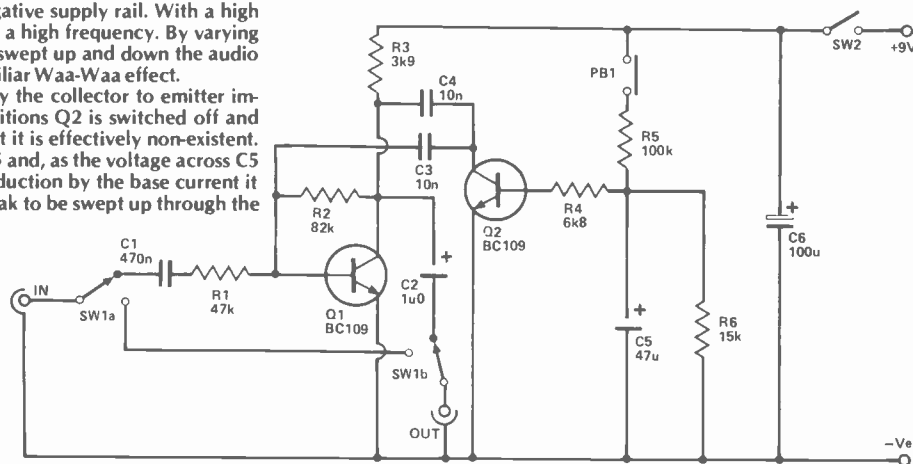 gative supply rail. With a high
a high frequency. By varying
swept up and down the audio
iliar Waa-Waa effect.
y the collector to emitter im-
itions Q2 is switched off and
t it is effectively non-existent.
and, as the voltage across C5
duction by the base current it
ak to be swept up through the
R3
3k9
C4
10n
C3
10n
R2
82k
C1
470n
IN
SW1a
R1
47k
Q1
BC109
C2
1u0
+
SW1b
OUT
Q2
BC109
R4
6k8
PB1
R5
100k
+
C5
47u
R6
15k
+
C6
100u
SW2
+9V
-Ve